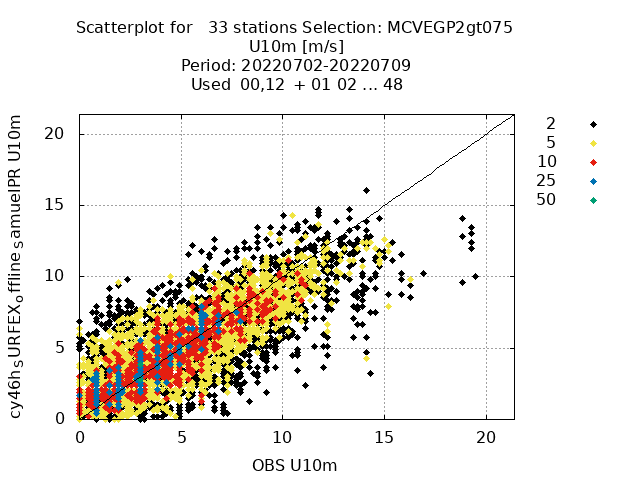 Scatterplot for 33 stations Selection: MCVEGP2gt075
U10m [m/s]
Period: 20220702-20220709
Used 00,12 + 01 02 ... 48
cy46h_SURFEX_offline_samuelPR U10m
20
15
10
5
0
0 5 10 15 20
OBS U10m
2
5
10
25
50